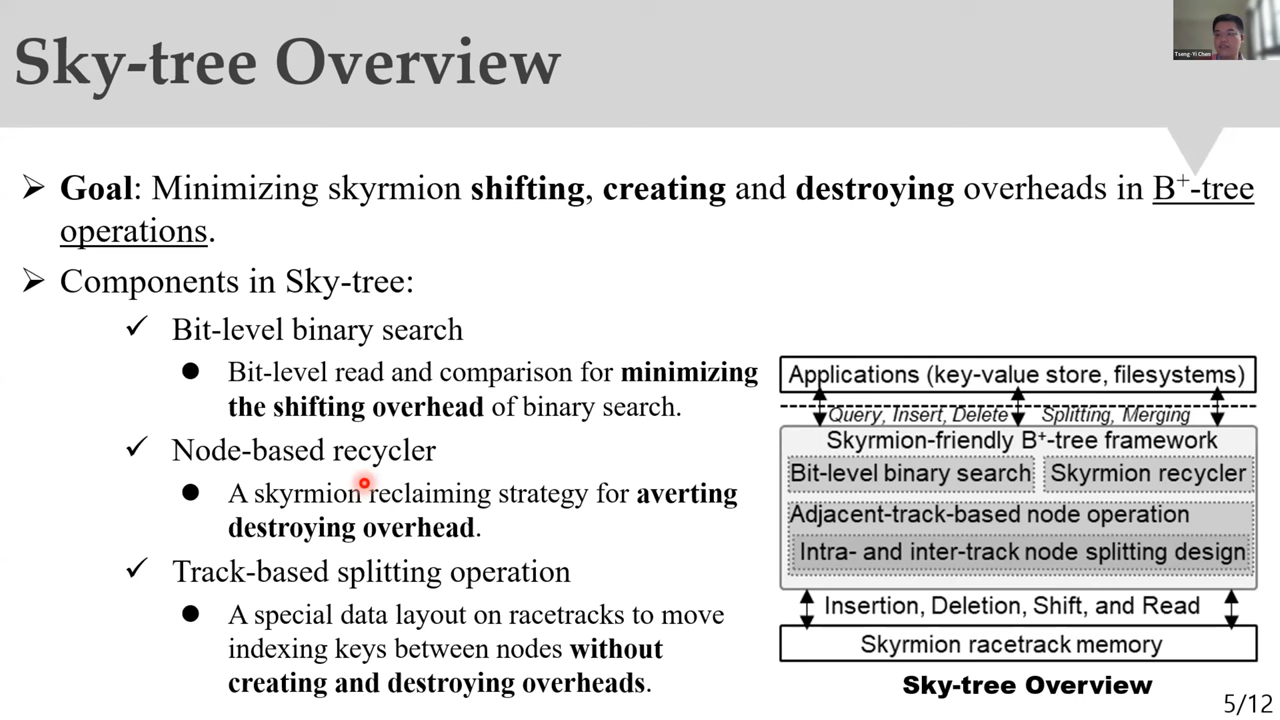 Sky-tree Overview
Tseng-Yi Chen
➢ Goal: Minimizing skyrmion shifting, creating and destroying overheads in B+-tree
operations.
➢ Components in Sky-tree:
✓ Bit-level binary search
● Bit-level read and comparison for minimizing
the shifting overhead of binary search.
✓ Node-based recycler
● A skyrmion reclaiming strategy for averting
destroying overhead.
✓ Track-based splitting operation
● A special data layout on racetracks to move
indexing keys between nodes without
creating and destroying overheads.
Applications (key-value store, filesystems)
Query, Insert, Delete Splitting, Merging
Skyrmion-friendly B+-tree framework
Bit-level binary search Skyrmion recycler
Adjacent-track-based node operation
Intra- and inter-track node splitting design
Insertion, Deletion, Shift, and Read
Skyrmion racetrack memory
Sky-tree Overview
5/12